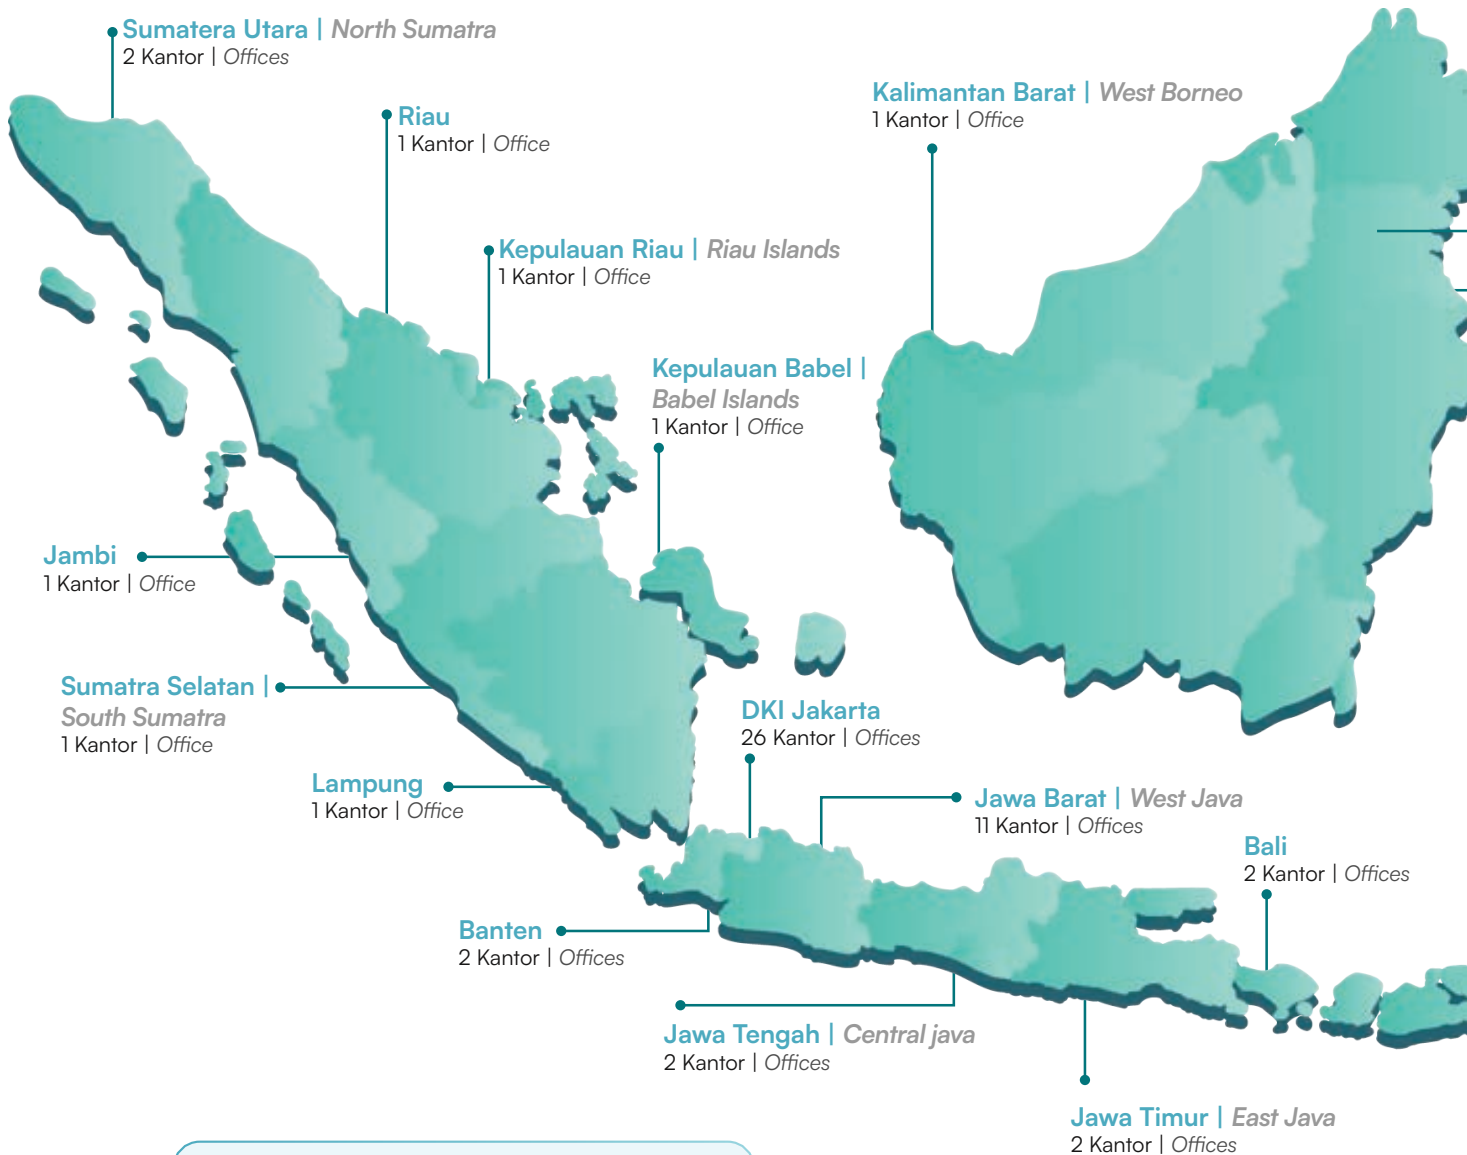 Sumatera Utara | North Sumatra
2 Kantor | Offices
Riau
1 Kantor | Office
Kalimantan Barat | West Borneo
1 Kantor | Office
Kepulauan Riau | Riau Islands
1 Kantor | Office
Kepulauan Babel |
Babel Islands
1 Kantor | Office
Jambi
1 Kantor | Office
Sumatra Selatan |
South Sumatra
1 Kantor | Office
DKI Jakarta
26 Kantor | Offices
Lampung
1 Kantor | Office
Jawa Barat | West Java
11 Kantor | Offices
Bali
2 Kantor | Offices
Banten
2 Kantor | Offices
Jawa Tengah | Central java
2 Kantor | Offices
Jawa Timur | East Java
2 Kantor | Offices